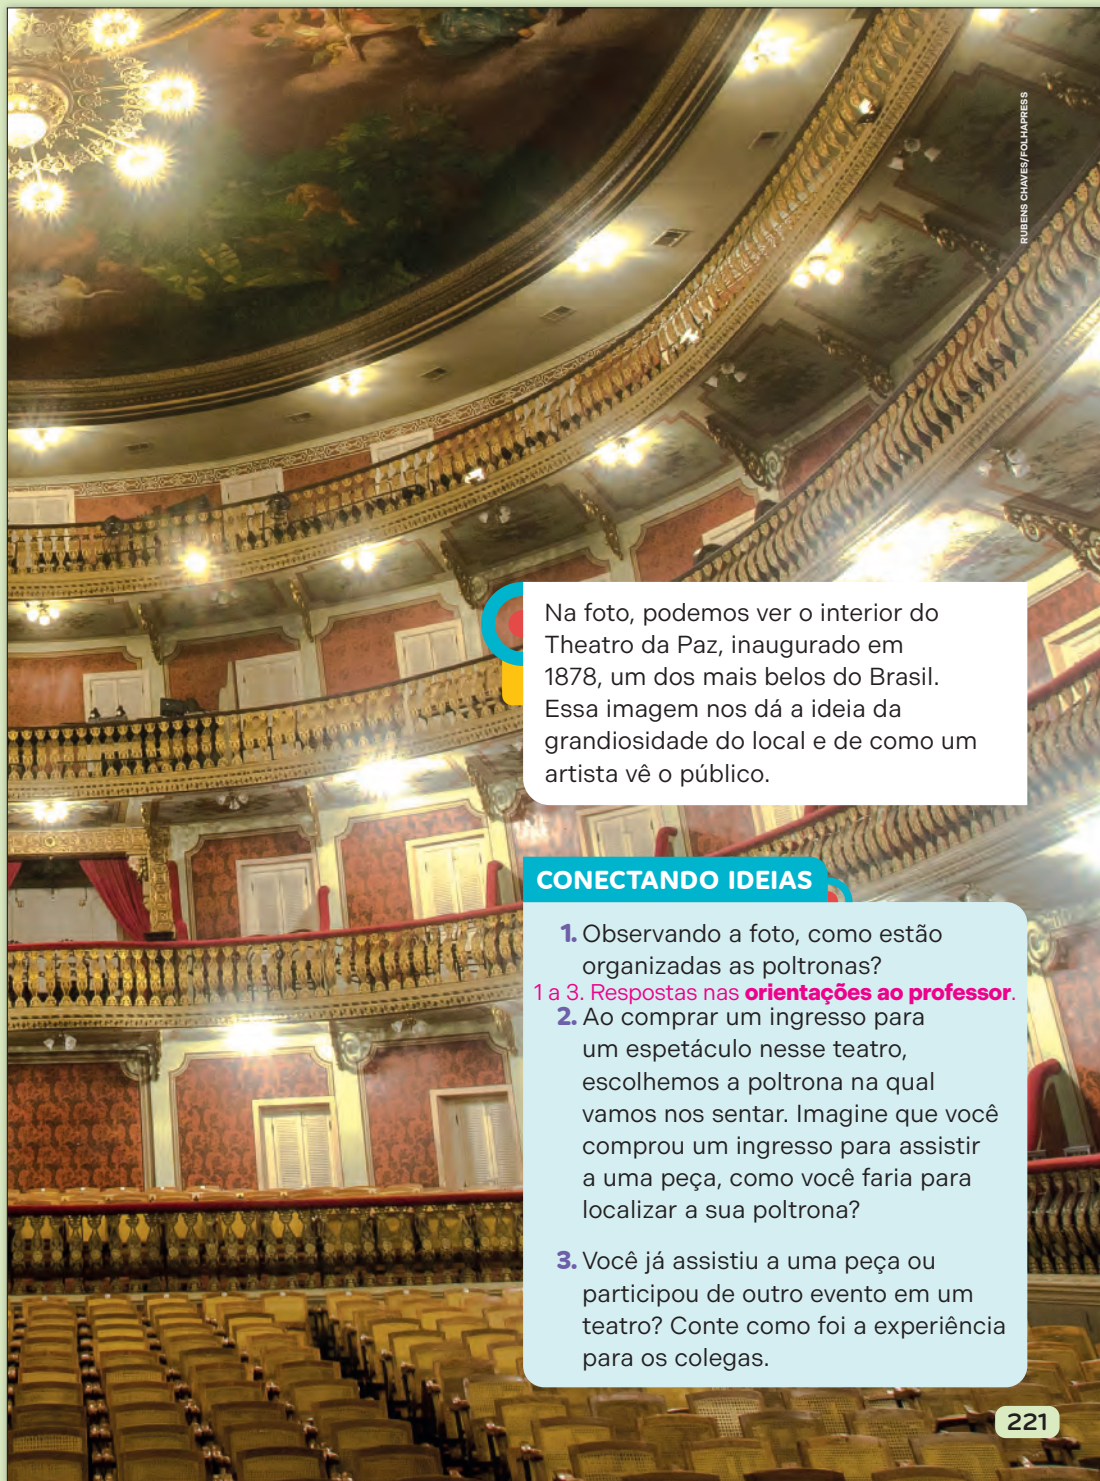 RUBENS CHAVES/FOLHAPRESS
Na foto, podemos ver o interior do
Theatro da Paz, inaugurado em
1878, um dos mais belos do Brasil.
Essa imagem nos dá a ideia da
grandiosidade do local e de como um
artista vê o público.
CONECTANDO IDEIAS
1. Observando a foto, como estão
organizadas as poltronas?
1 a 3. Respostas nas orientações ao professor.
2. Ao comprar um ingresso para
um espetáculo nesse teatro,
escolhemos a poltrona na qual
vamos nos sentar. Imagine que você
comprou um ingresso para assistir
a uma peça, como você faria para
localizar a sua poltrona?
3. Você já assistiu a uma peça ou
participou de outro evento em um
teatro? Conte como foi a experiência
para os colegas.
221